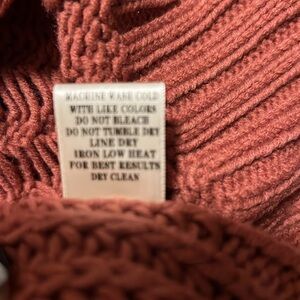 MACHINE WASH COLD
WITH LIKE COLORS
DO NOT BLEACH
DO NOT TUMBLE DRY
LINE DRY
IRON LOW HEAT
FOR BEST RESULTS
DRY CLEAN